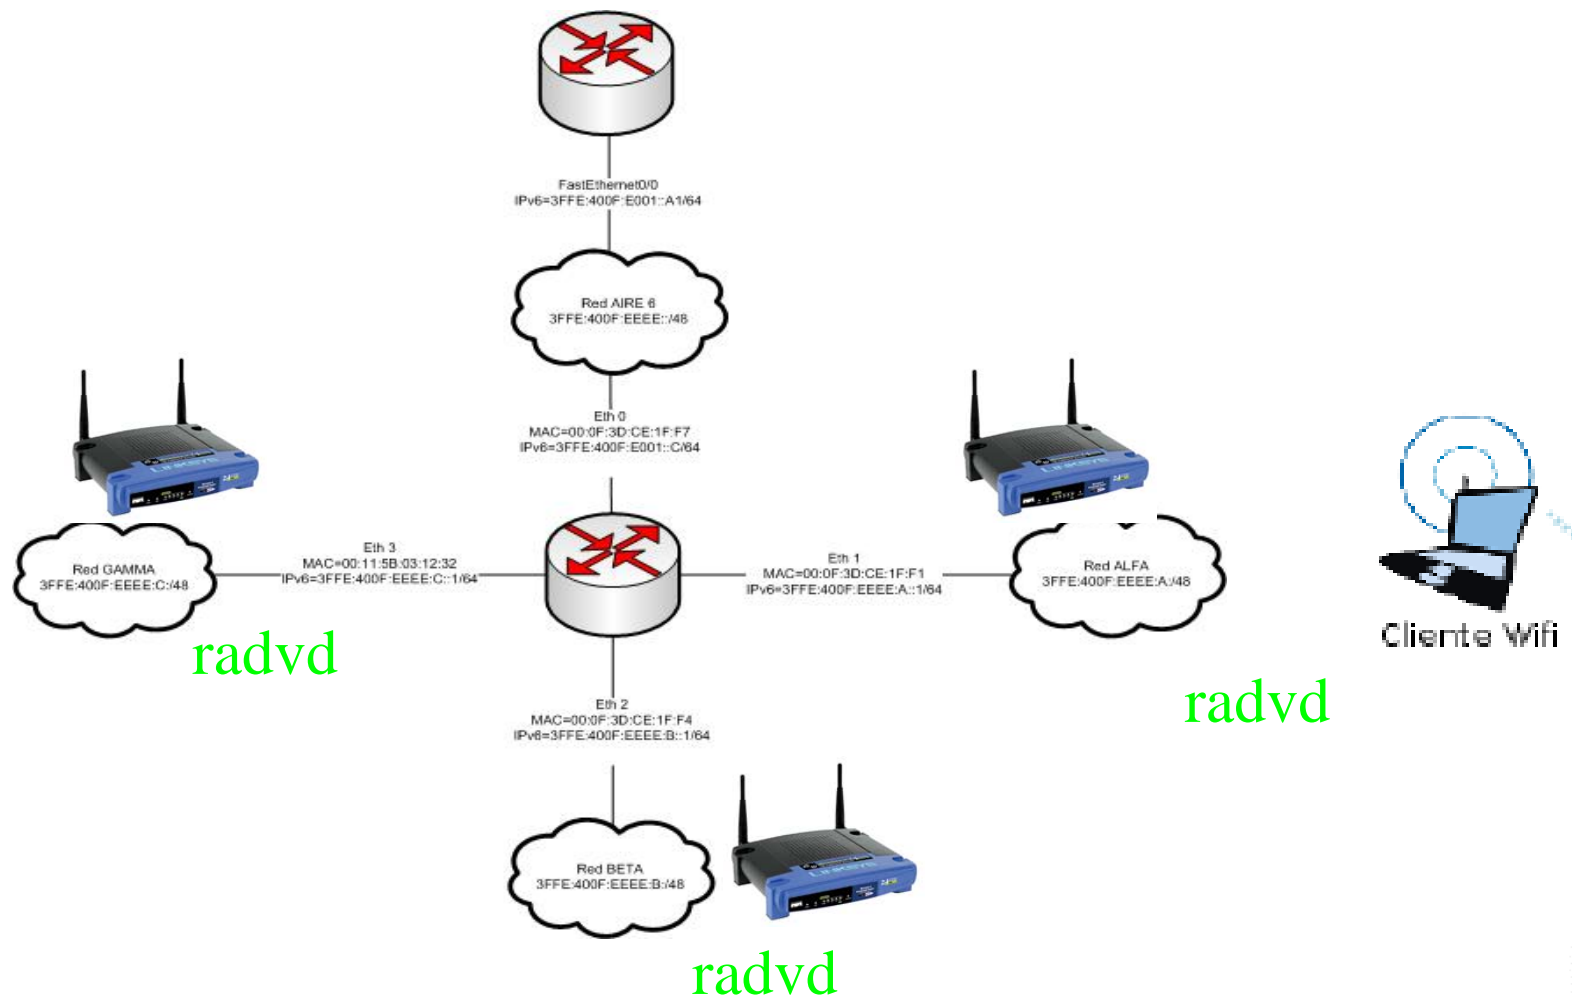 FastEthernet0/0
IPv6=3FFE:400F:E001::A1/64
Red AIRE 6
3FFE:400F:EEEE::/48
Eth 0
MAC=00:0F:3D:CE:1F:F7
IPv6=3FFE:400F:E001::C/64
LINKSYS
Red GAMMA
3FFE:400F:EEEE:C:/48
radvd
Eth 3
MAC=00:11:5B:03:12:32
IPv6=3FFE:400F:EEEE:C::1/64
Eth 1
MAC=00:0F:3D:CE:1F:F1
IPv6=3FFE:400F:EEEE:A::1/64
LINKSYS
Red ALFA
3FFE:400F:EEEE:A:/48
Cliente Wifi
radvd
Eth 2
MAC=00:0F:3D:CE:1F:F4
IPv6=3FFE:400F:EEEE:B::1/64
Red BETA
3FFE:400F:EEEE:B:/48
LINKSYS
radvd